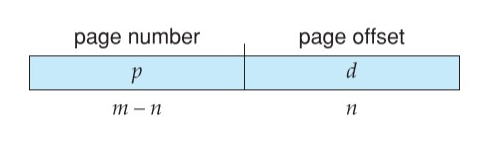 page number page offset
p d
m – n n